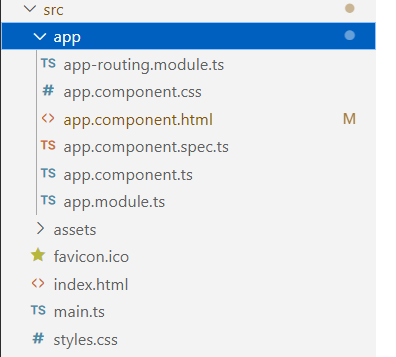 src
app
TS app-routing.module.ts
# app.component.css
<> app.component.html M
TS app.component.spec.ts
TS app.component.ts
TS app.module.ts
assets
favicon.ico
<> index.html
TS main.ts
# styles.css